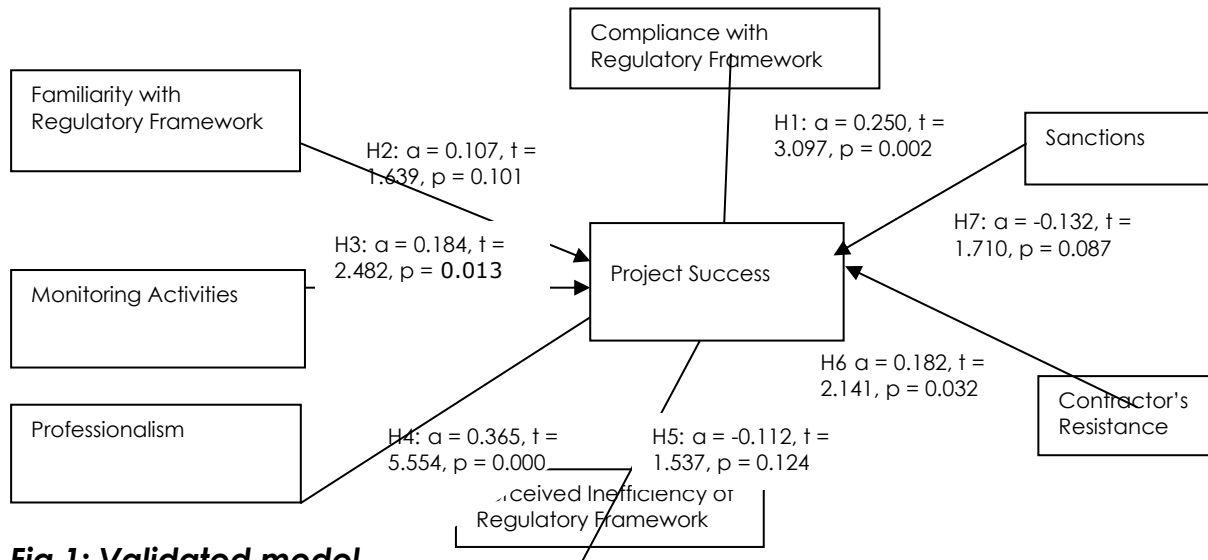 Compliance with
Regulatory Framework
Familiarity with
Regulatory Framework
H1: α = 0.250, t =
3.097, p = 0.002
Sanctions
H2: α = 0.107, t =
1.639, p = 0.101
H7: α = -0.132, t =
1.710, p = 0.087
H3: α = 0.184, t =
2.482, p = 0.013
Project Success
Monitoring Activities
H6 α = 0.182, t =
2.141, p = 0.032
Contractor's
Resistance
Professionalism
H4: α = 0.365, t =
5.554, p = 0.000
H5: α = -0.112, t =
1.537, p = 0.124
Inefficiency of
Regulatory Framework
Fig 1: Validated model